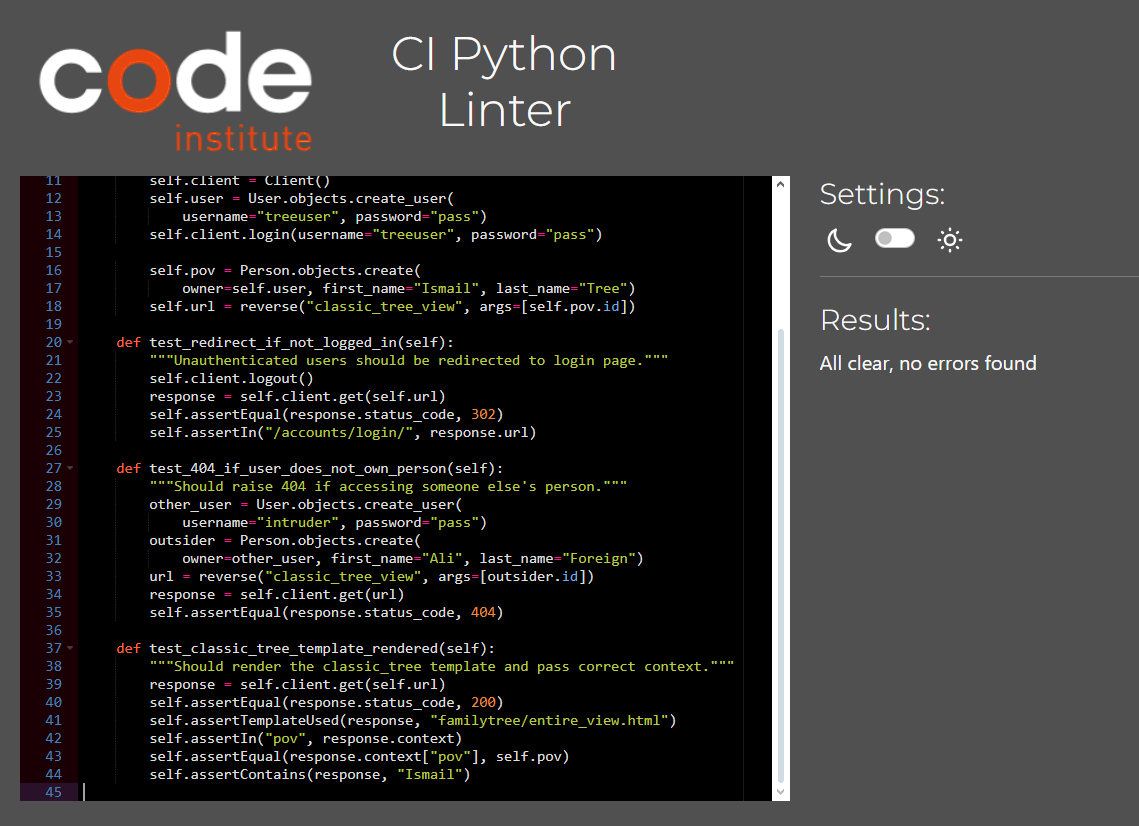 code
institute
CI Python
Linter
11 self.client = Client()
12 self.user = User.objects.create_user(
13 username="treeuser", password="pass")
14 self.client.login(username="treeuser", password="pass")
15
16 self.pov = Person.objects.create(
17 owner=self.user, first_name="Ismail", last_name="Tree")
18 self.url = reverse("classic_tree_view", args=[self.pov.id])
19
20 def test_redirect_if_not_logged_in(self):
21 """Unauthenticated users should be redirected to login page."""
22 self.client.logout()
23 response = self.client.get(self.url)
24 self.assertEqual(response.status_code, 302)
25 self.assertIn("/accounts/login/", response.url)
26
27 def test_404_if_user_does_not_own_person(self):
28 """Should raise 404 if accessing someone else's person."""
29 other_user = User.objects.create_user(
30 username="intruder", password="pass")
31 outsider = Person.objects.create(
32 owner=other_user, first_name="Ali", last_name="Foreign")
33 url = reverse("classic_tree_view", args=[outsider.id])
34 response = self.client.get(url)
35 self.assertEqual(response.status_code, 404)
36
37 def test_classic_tree_template_rendered(self):
38 """Should render the classic_tree template and pass correct context."""
39 response = self.client.get(self.url)
40 self.assertEqual(response.status_code, 200)
41 self.assertTemplateUsed(response, "familytree/entire_view.html")
42 self.assertIn("pov", response.context)
43 self.assertEqual(response.context["pov"], self.pov)
44 self.assertContains(response, "Ismail")
45
Settings:
Results:
All clear, no errors found